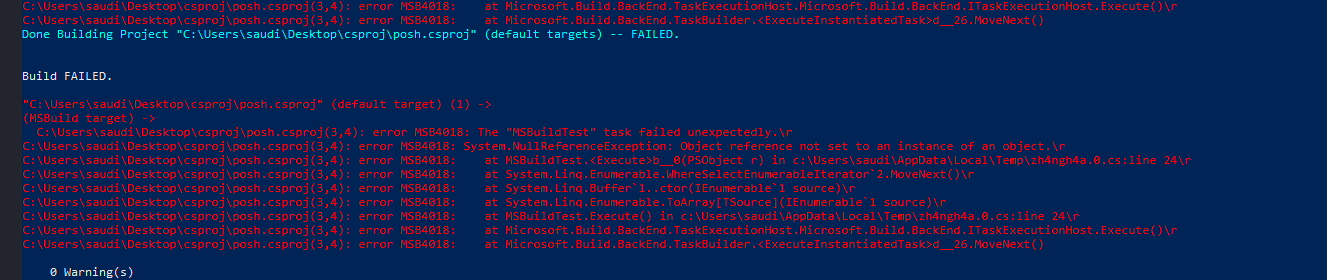 C:\Users\saudi\Desktop\csproj\posh.csproj(3,4): error MSB4018:    at Microsoft.Build.BackEnd.TaskExecutionHost.Microsoft.Build.BackEnd.ITaskExecutionHost.Execute()\r
C:\Users\saudi\Desktop\csproj\posh.csproj(3,4): error MSB4018:    at Microsoft.Build.BackEnd.TaskBuilder.<ExecuteInstantiatedTask>d__26.MoveNext()
Done Building Project "C:\Users\saudi\Desktop\csproj\posh.csproj" (default targets) -- FAILED.
Build FAILED.
"C:\Users\saudi\Desktop\csproj\posh.csproj" (default target) (1) ->
(MSBuild target) ->
  C:\Users\saudi\Desktop\csproj\posh.csproj(3,4): error MSB4018: The "MSBuildTest" task failed unexpectedly.\r
C:\Users\saudi\Desktop\csproj\posh.csproj(3,4): error MSB4018: System.NullReferenceException: Object reference not set to an instance of an object.\r
C:\Users\saudi\Desktop\csproj\posh.csproj(3,4): error MSB4018:    at MSBuildTest.<Execute>b__0(PSObject r) in c:\Users\saudi\AppData\Local\Temp\zh4ngh4a.0.cs:line 24\r
C:\Users\saudi\Desktop\csproj\posh.csproj(3,4): error MSB4018:    at System.Linq.Enumerable.WhereSelectEnumerableIterator`2.MoveNext()\r
C:\Users\saudi\Desktop\csproj\posh.csproj(3,4): error MSB4018:    at System.Linq.Buffer`1..ctor(IEnumerable`1 source)\r
C:\Users\saudi\Desktop\csproj\posh.csproj(3,4): error MSB4018:    at System.Linq.Enumerable.ToArray[TSource](IEnumerable`1 source)\r
C:\Users\saudi\Desktop\csproj\posh.csproj(3,4): error MSB4018:    at MSBuildTest.Execute() in c:\Users\saudi\AppData\Local\Temp\zh4ngh4a.0.cs:line 24\r
C:\Users\saudi\Desktop\csproj\posh.csproj(3,4): error MSB4018:    at Microsoft.Build.BackEnd.TaskExecutionHost.Microsoft.Build.BackEnd.ITaskExecutionHost.Execute()\r
C:\Users\saudi\Desktop\csproj\posh.csproj(3,4): error MSB4018:    at Microsoft.Build.BackEnd.TaskBuilder.<ExecuteInstantiatedTask>d__26.MoveNext()
    0 Warning(s)